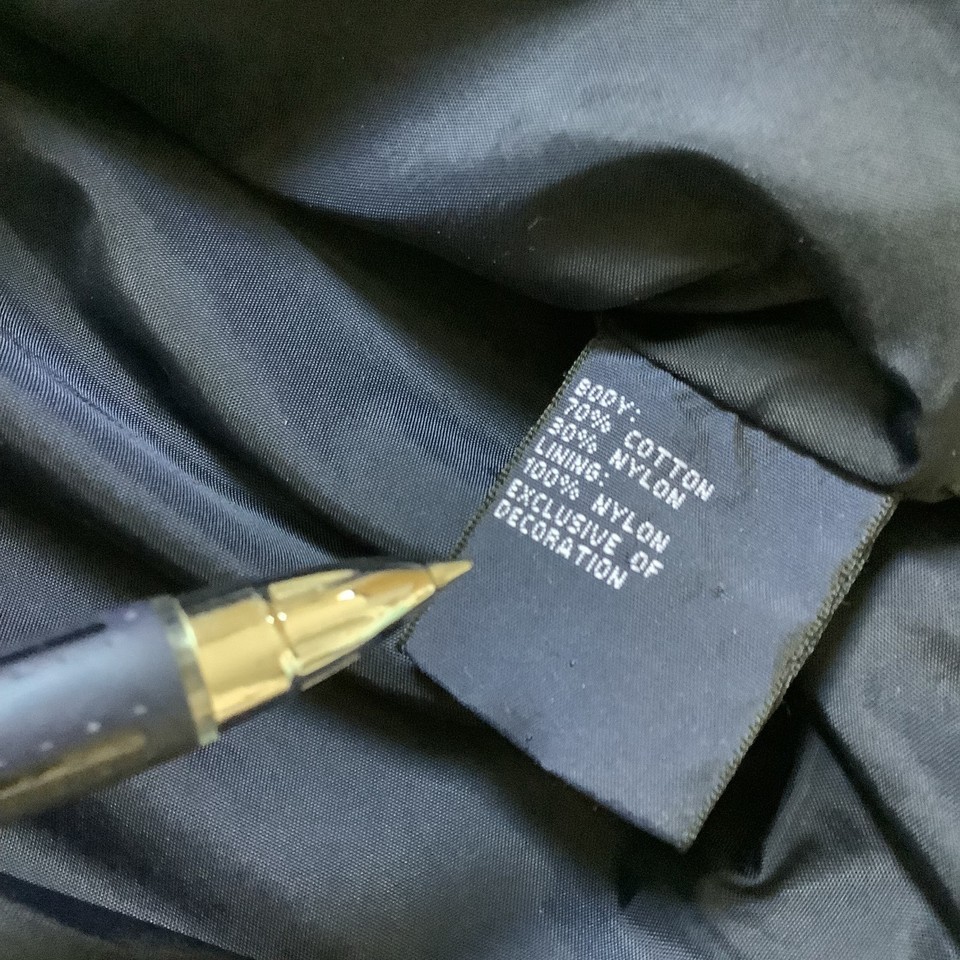 BODY:
70% COTTON
30% NYLON
LINING:
100% NYLON
EXCLUSIVE OF
DECORATION